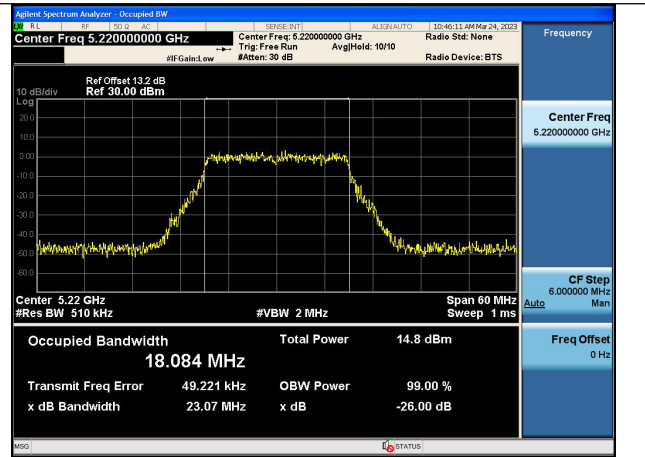 Agilent Spectrum Analyzer - Occupied BW
RL RF 50 Ω AC SENSE:INT ALIGN AUTO 10:46:11 AM Mar 24, 2023
Center Freq 5.220000000 GHz Center Freq: 5.220000000 GHz Radio Std: None
Trig: Free Run Avg|Hold: 10/10
#IFGain:Low #Atten: 30 dB Radio Device: BTS
Ref Offset 13.2 dB
10 dB/div Ref 30.00 dBm
Log
20.0
10.0
0.00
-10.0
-20.0
-30.0
-40.0
-50.0
-60.0
Center 5.22 GHz Span 60 MHz
#Res BW 510 kHz #VBW 2 MHz Sweep 1 ms
Occupied Bandwidth Total Power 14.8 dBm
18.084 MHz
Transmit Freq Error 49.221 kHz OBW Power 99.00 %
x dB Bandwidth 23.07 MHz x dB -26.00 dB
MSG STATUS
Frequency
Center Freq
5.220000000 GHz
CF Step
6.000000 MHz
Auto Man
Freq Offset
0 Hz